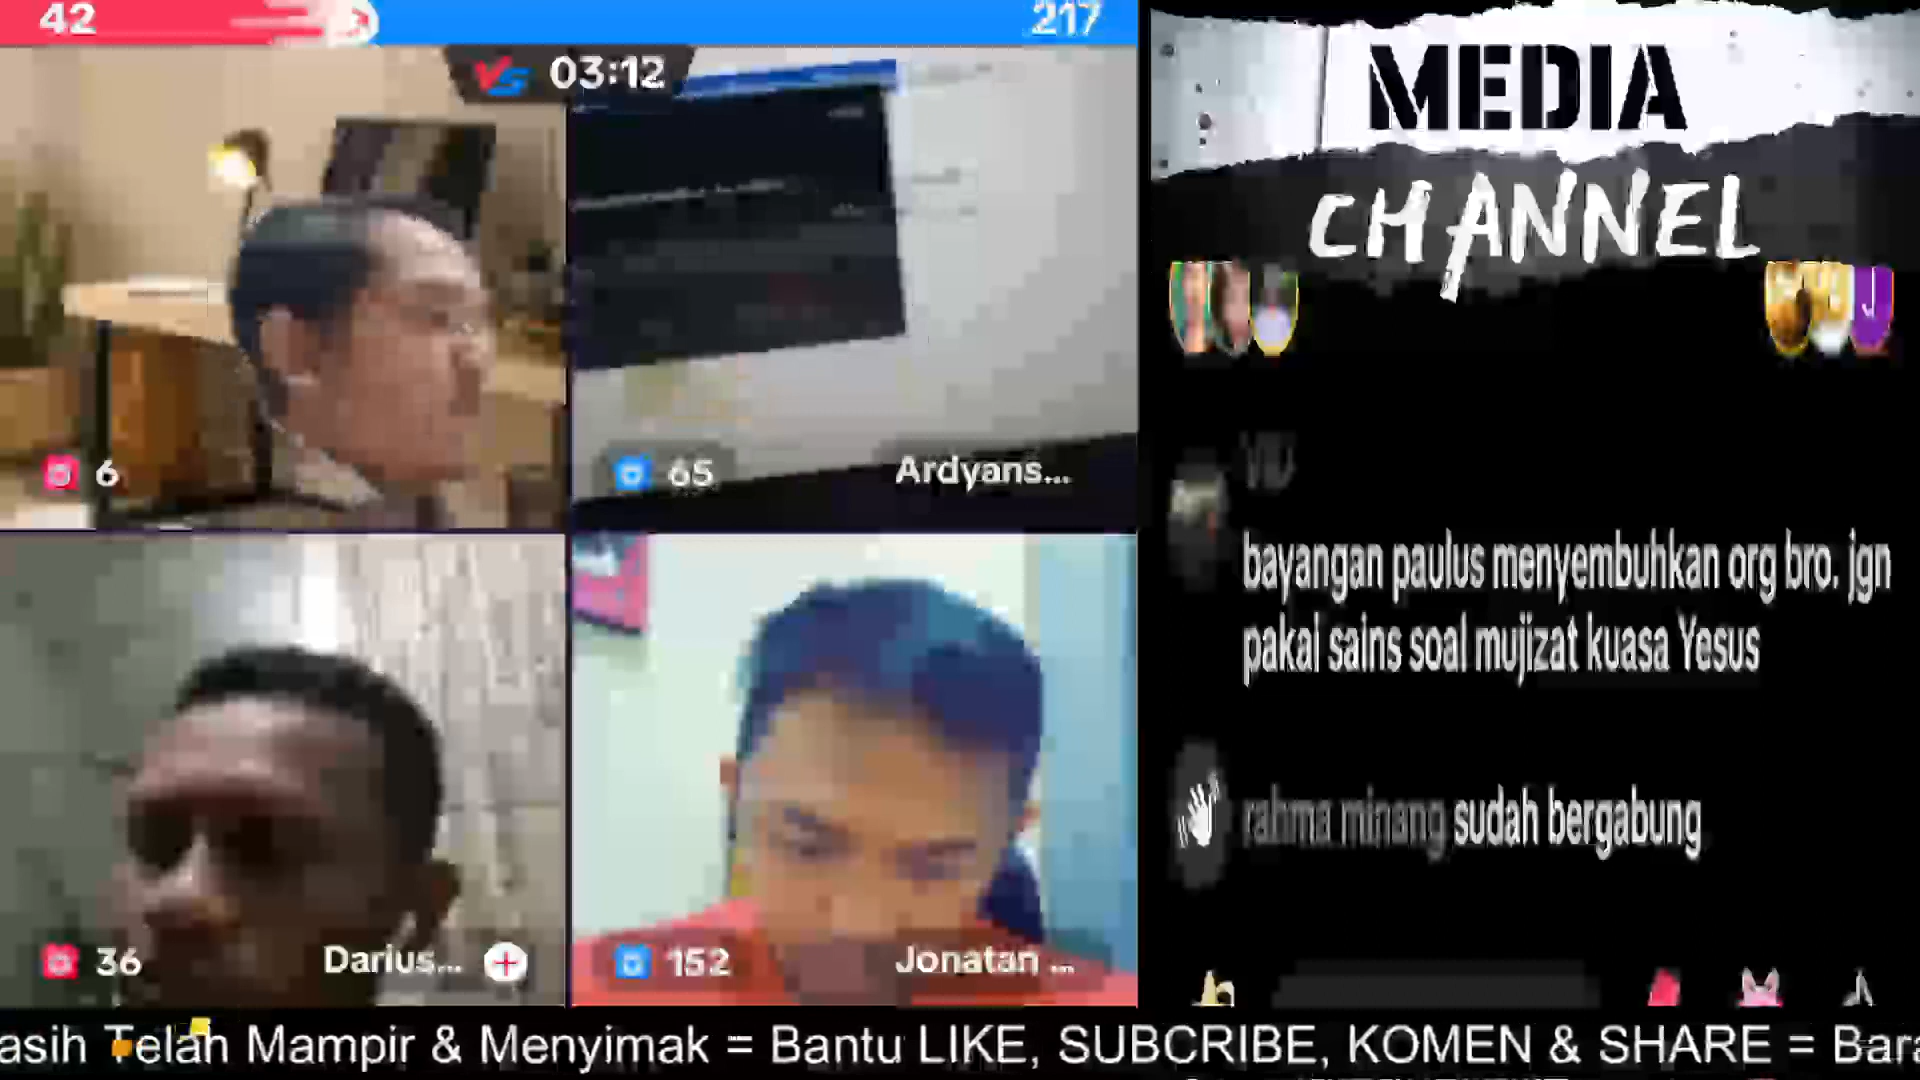 42
217
VS 03:12
MEDIA
CHANNEL
6
65
Ardyans...
J
bayangan paulus menyembuhkan org bro. jgn
pakai sains soal mujizat kuasa Yesus
rahma minang sudah bergabung
36
Darius...
152
Jonatan ...
asih Telah Mampir & Menyimak = Bantu LIKE, SUBCRIBE, KOMEN & SHARE = Bara